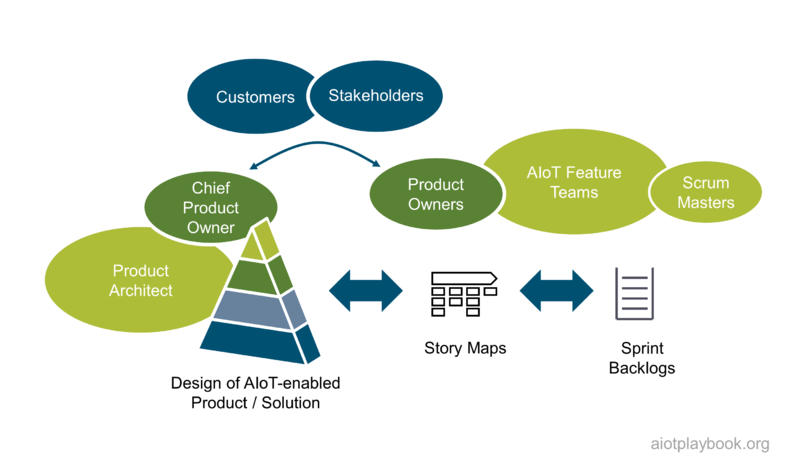 Customers
Stakeholders
Chief
Product
Owner
Product
Owners
AIoT Feature
Teams
Scrum
Masters
Product
Architect
Story Maps
Sprint
Backlogs
Design of AIoT-enabled
Product / Solution
aiotplaybook.org